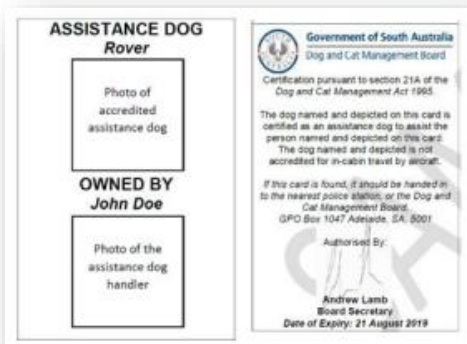 ASSISTANCE DOG
Rover
Photo of
accredited
assistance dog
OWNED BY
John Doe
Photo of the
assistance dog
handler
Government of South Australia
Dog and Cat Management Board
Certification pursuant to section 21A of the
Dog and Cat Management Act 1995.
The dog named and depicted on this card is
certified as an assistance dog to assist the
person named and depicted on this card.
The dog named and depicted is not
accredited for in-cabin travel by aircraft.
If this card is found, it should be handed in
to the nearest police station, or the Dog and
Cat Management Board.
GPO Box 1047 Adelaide, SA, 5001
Authorised By:
Andrew Lamb
Board Secretary
Date of Expiry: 21 August 2019